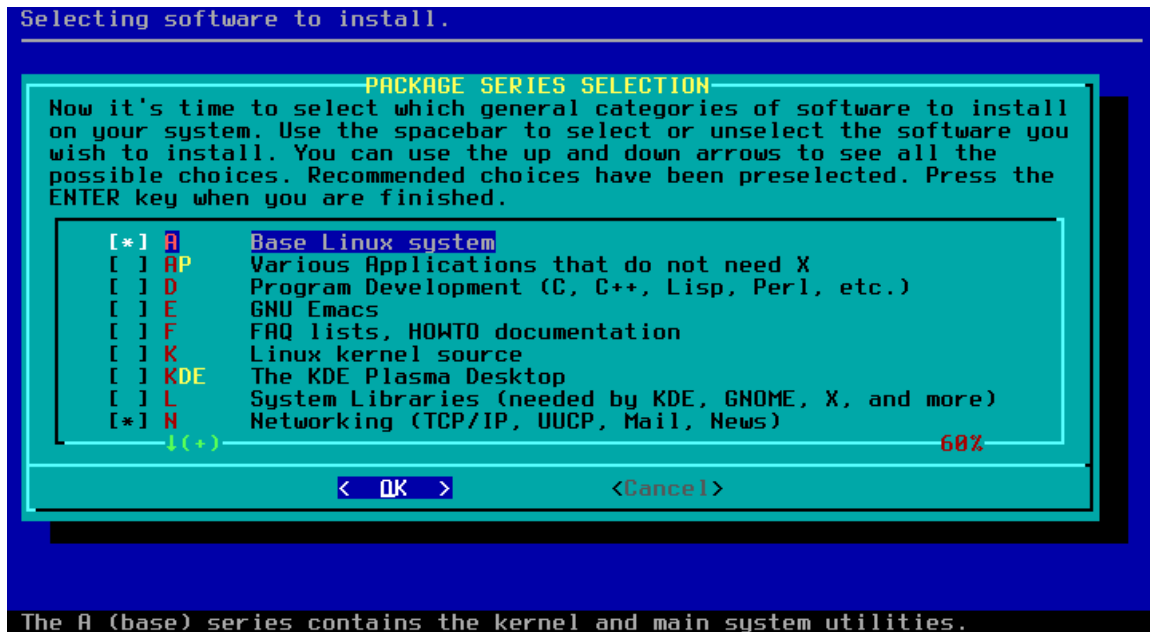 Selecting software to install.
PACKAGE SERIES SELECTION
Now it's time to select which general categories of software to install
on your system. Use the spacebar to select or unselect the software you
wish to install. You can use the up and down arrows to see all the
possible choices. Recommended choices have been preselected. Press the
ENTER key when you are finished.
[*] A Base Linux system
[ ] AP Various Applications that do not need X
[ ] D Program Development (C, C++, Lisp, Perl, etc.)
[ ] E GNU Emacs
[ ] F FAQ lists, HOWTO documentation
[ ] K Linux kernel source
[ ] KDE The KDE Plasma Desktop
[ ] L System Libraries (needed by KDE, GNOME, X, and more)
[*] N Networking (TCP/IP, UUCP, Mail, News)
↓(+) 60%
< OK > <Cancel>
The A (base) series contains the kernel and main system utilities.